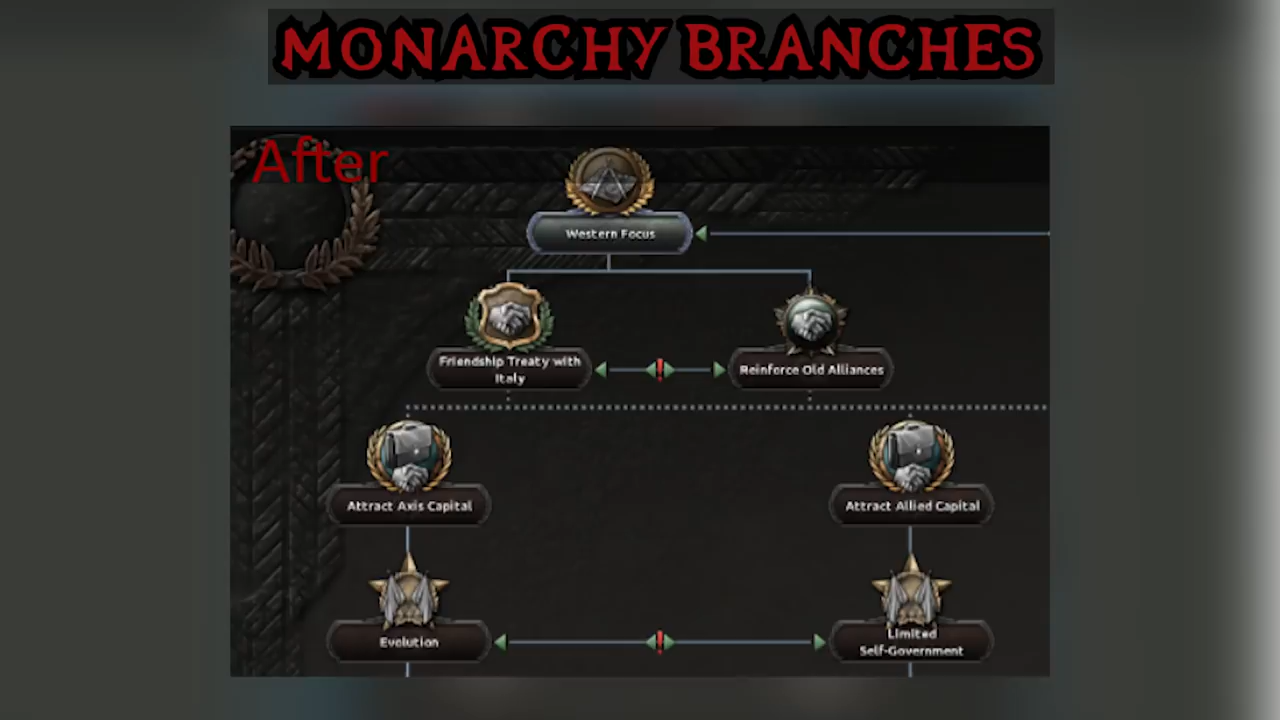 MONARCHY BRANCHES
After
Western Focus
Friendship Treaty with
Italy
Reinforce Old Alliances
Attract Axis Capital
Attract Allied Capital
Evolution
Limited
Self-Government